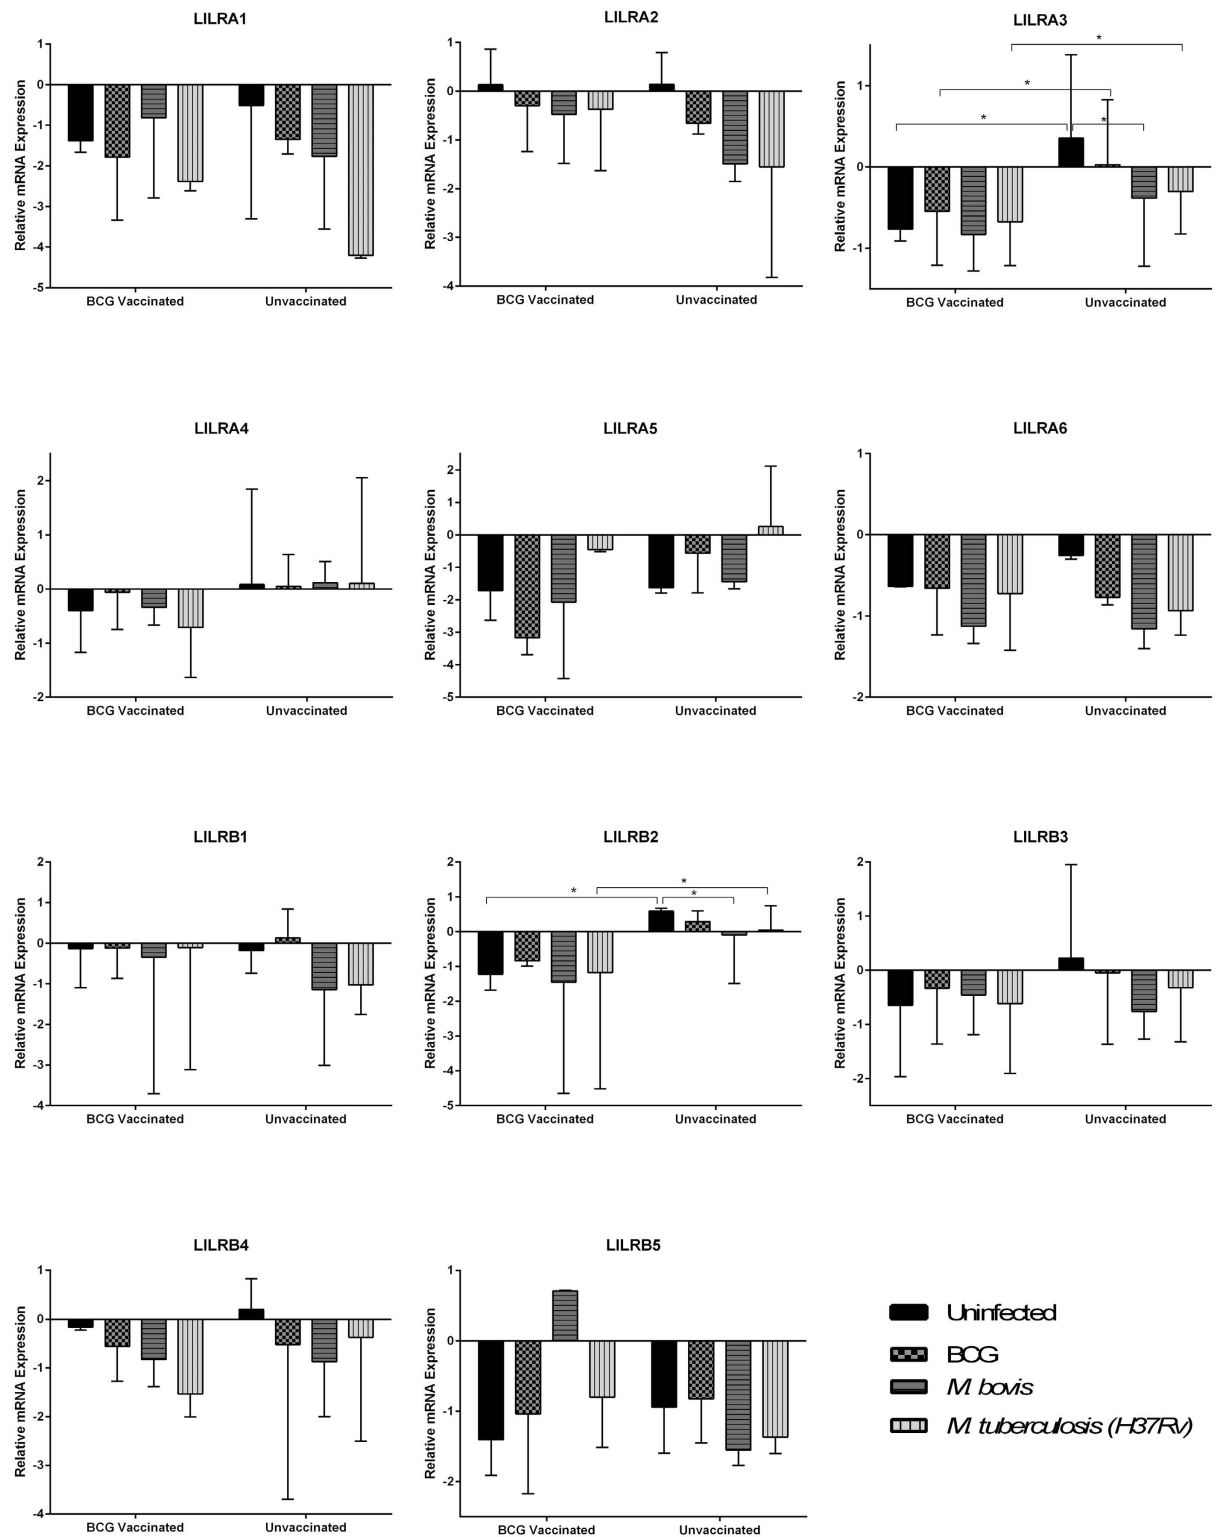 LILRA1
Relative mRNA Expression
1
0
-1
-2
-3
-4
-5
BCG Vaccinated Unvaccinated
LILRA2
Relative mRNA Expression
1
0
-1
-2
-3
-4
BCG Vaccinated Unvaccinated
LILRA3
Relative mRNA Expression
1
0
-1
*
*
*
*
BCG Vaccinated Unvaccinated
LILRA4
Relative mRNA Expression
2
1
0
-1
-2
BCG Vaccinated Unvaccinated
LILRA5
Relative mRNA Expression
2
1
0
-1
-2
-3
-4
-5
BCG Vaccinated Unvaccinated
LILRA6
Relative mRNA Expression
1
0
-1
-2
BCG Vaccinated Unvaccinated
LILRB1
Relative mRNA Expression
2
1
0
-1
-2
-3
-4
BCG Vaccinated Unvaccinated
LILRB2
Relative mRNA Expression
2
1
0
-1
-2
-3
-4
-5
*
*
*
BCG Vaccinated Unvaccinated
LILRB3
Relative mRNA Expression
2
1
0
-1
-2
BCG Vaccinated Unvaccinated
LILRB4
Relative mRNA Expression
1
0
-1
-2
-3
-4
BCG Vaccinated Unvaccinated
LILRB5
Relative mRNA Expression
1
0
-1
-2
BCG Vaccinated Unvaccinated
Uninfected
BCG
M. bovis
M. tuberculosis (H37Rv)